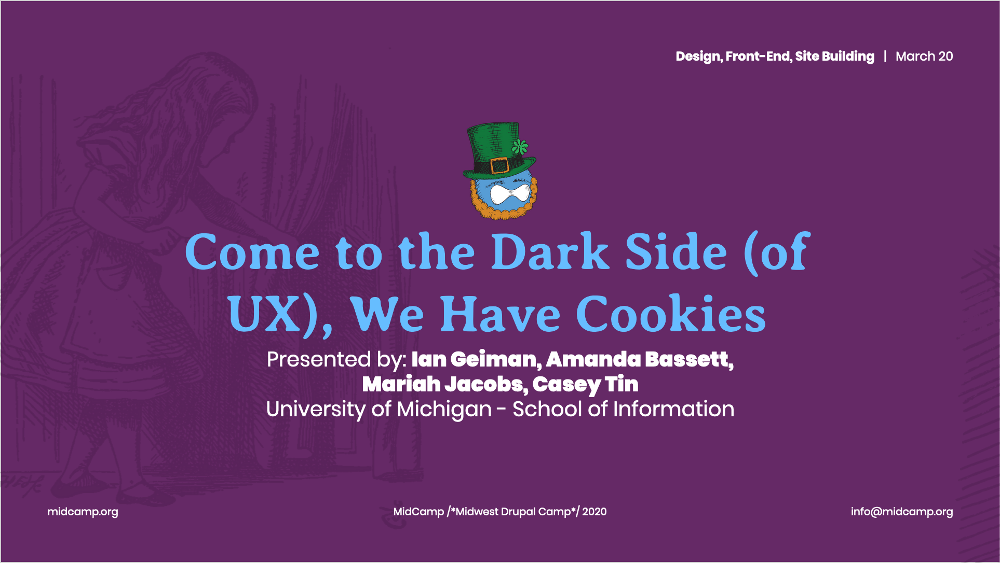 Design, Front-End, Site Building | March 20
Come to the Dark Side (of
UX), We Have Cookies
Presented by: Ian Geiman, Amanda Bassett,
Mariah Jacobs, Casey Tin
University of Michigan - School of Information
midcamp.org
MidCamp /*Midwest Drupal Camp*/ 2020
info@midcamp.org